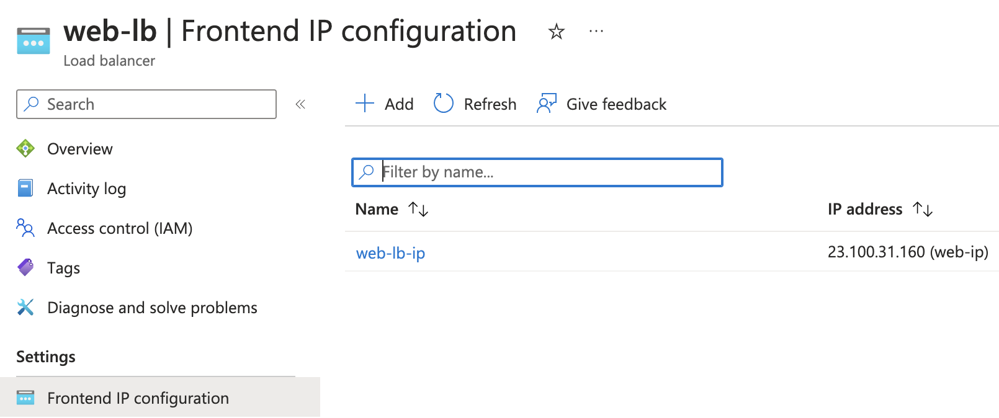 web-lb | Frontend IP configuration
Load balancer
Search
Overview
Activity log
Access control (IAM)
Tags
Diagnose and solve problems
Settings
Frontend IP configuration
Add Refresh Give feedback
Filter by name...
Name IP address
web-lb-ip 23.100.31.160 (web-ip)